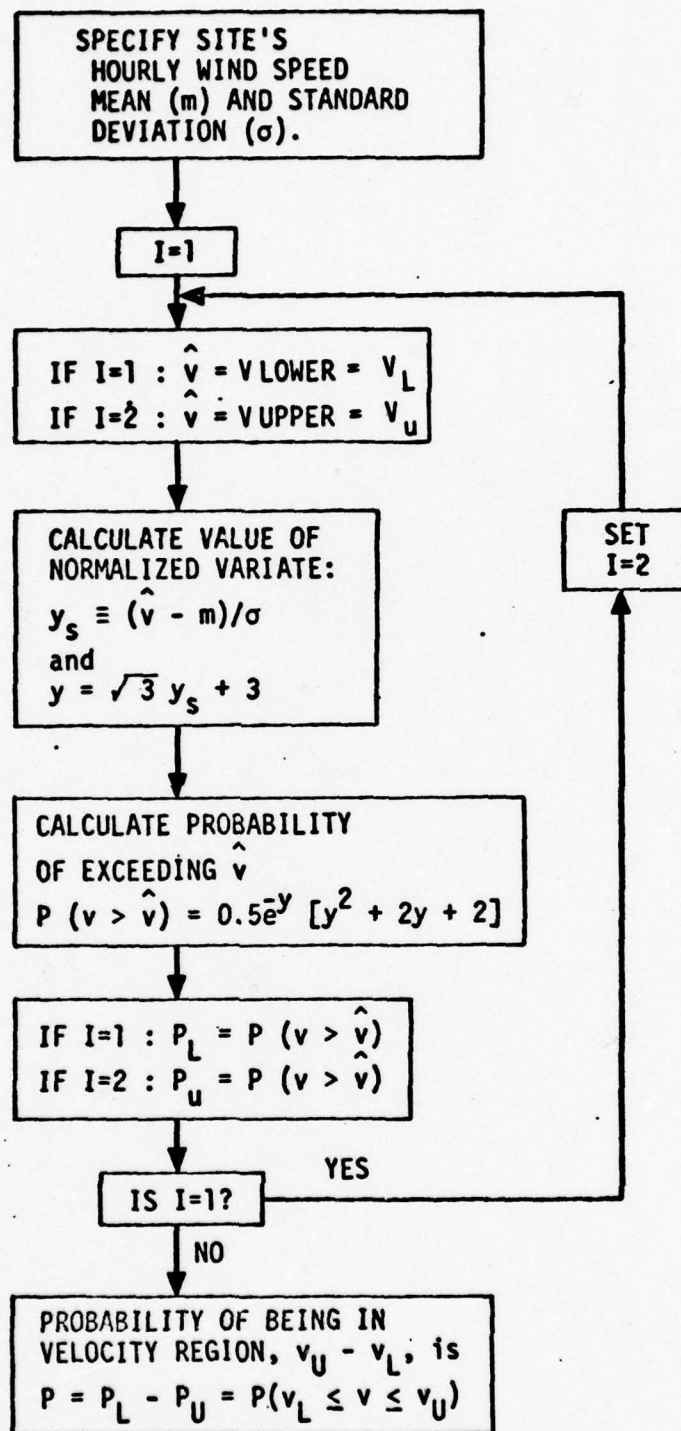 SPECIFY SITE'S
HOURLY WIND SPEED
MEAN (m) AND STANDARD
DEVIATION (σ).
I=1
IF I=1 : v̂ = VLOWER = V_L
IF I=2 : v̂ = VUPPER = V_u
CALCULATE VALUE OF
NORMALIZED VARIATE:
y_s ≡ (v̂ - m)/σ
and
y = √3 y_s + 3
SET
I=2
CALCULATE PROBABILITY
OF EXCEEDING v̂
P (v > v̂) = 0.5e^-y [y^2 + 2y + 2]
IF I=1 : P_L = P (v > v̂)
IF I=2 : P_u = P (v > v̂)
YES
IS I=1?
NO
PROBABILITY OF BEING IN
VELOCITY REGION, v_U - v_L, is
P = P_L - P_U = P(v_L ≤ v ≤ v_U)